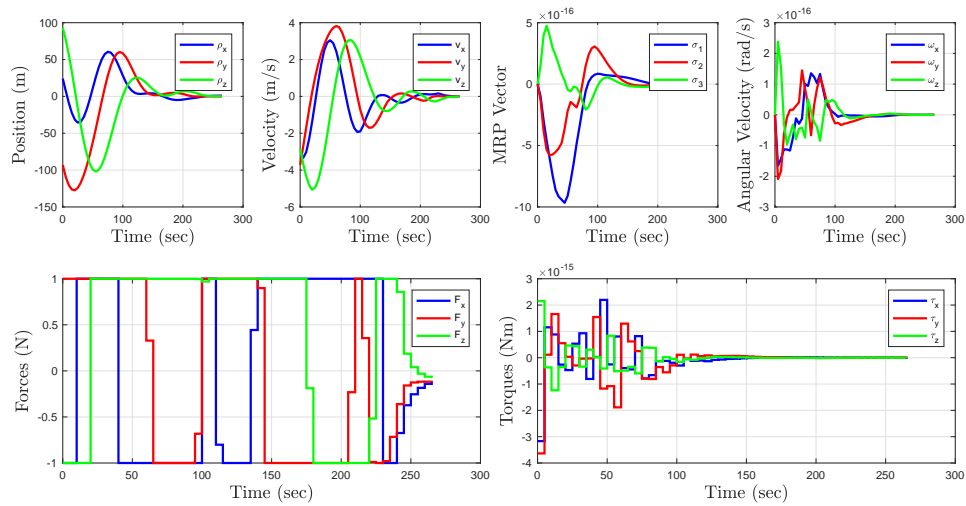 100
50
0
-50
-100
-150
0
100
200
300
Position (m)
Time (sec)
ρx
ρy
ρz
4
2
0
-2
-4
-6
0
100
200
300
Velocity (m/s)
Time (sec)
vx
vy
vz
×10-16
5
0
-5
-10
0
100
200
300
MRP Vector
Time (sec)
σ1
σ2
σ3
×10-16
3
2
1
0
-1
-2
-3
0
100
200
300
Angular Velocity (rad/s)
Time (sec)
ωx
ωy
ωz
1
0.5
0
-0.5
-1
0
50
100
150
200
250
300
Forces (N)
Time (sec)
Fx
Fy
Fz
×10-15
3
2
1
0
-1
-2
-3
-4
0
50
100
150
200
250
300
Torques (Nm)
Time (sec)
τx
τy
τz